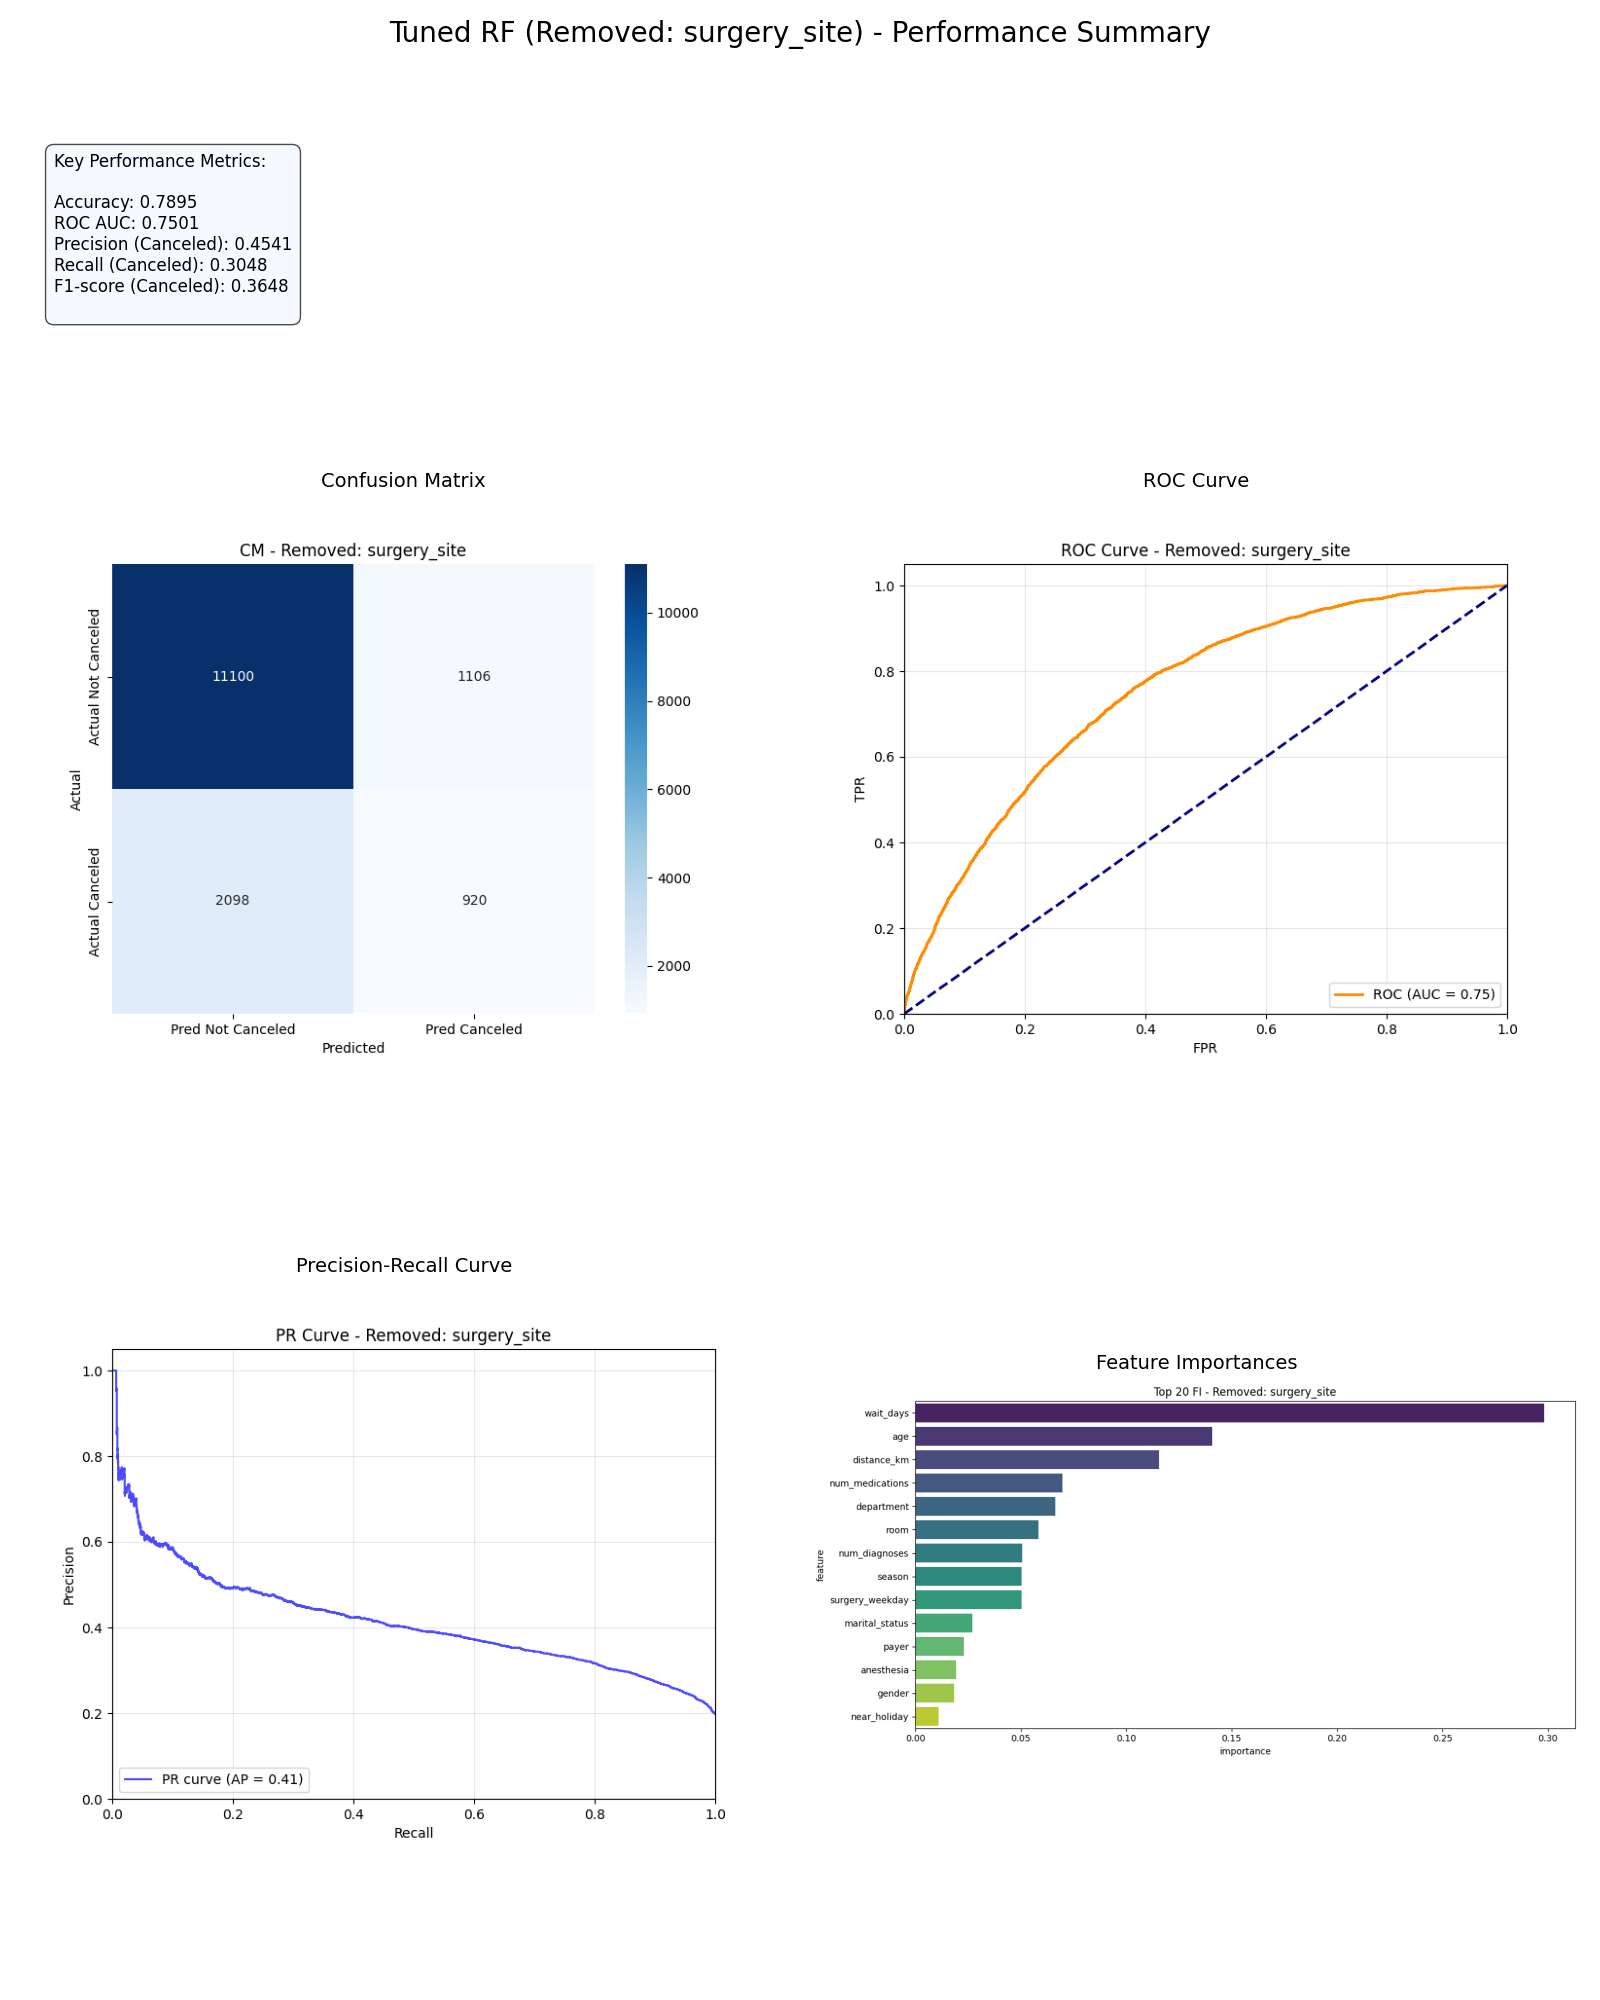 Tuned RF (Removed: surgery_site) - Performance Summary
Key Performance Metrics:
Accuracy: 0.7895
ROC AUC: 0.7501
Precision (Canceled): 0.4541
Recall (Canceled): 0.3048
F1-score (Canceled): 0.3648
Confusion Matrix
CM - Removed: surgery_site
Actual
Actual Not Canceled
Actual Canceled
11100
1106
2098
920
Pred Not Canceled
Pred Canceled
Predicted
10000
8000
6000
4000
2000
ROC Curve
ROC Curve - Removed: surgery_site
TPR
1.0
0.8
0.6
0.4
0.2
0.0
ROC (AUC = 0.75)
0.0 0.2 0.4 0.6 0.8 1.0
FPR
Precision-Recall Curve
PR Curve - Removed: surgery_site
Precision
1.0
0.8
0.6
0.4
0.2
0.0
PR curve (AP = 0.41)
0.0 0.2 0.4 0.6 0.8 1.0
Recall
Feature Importances
Top 20 FI - Removed: surgery_site
feature
wait_days
age
distance_km
num_medications
department
room
num_diagnoses
season
surgery_weekday
marital_status
payer
anesthesia
gender
near_holiday
0.00 0.05 0.10 0.15 0.20 0.25 0.30
importance